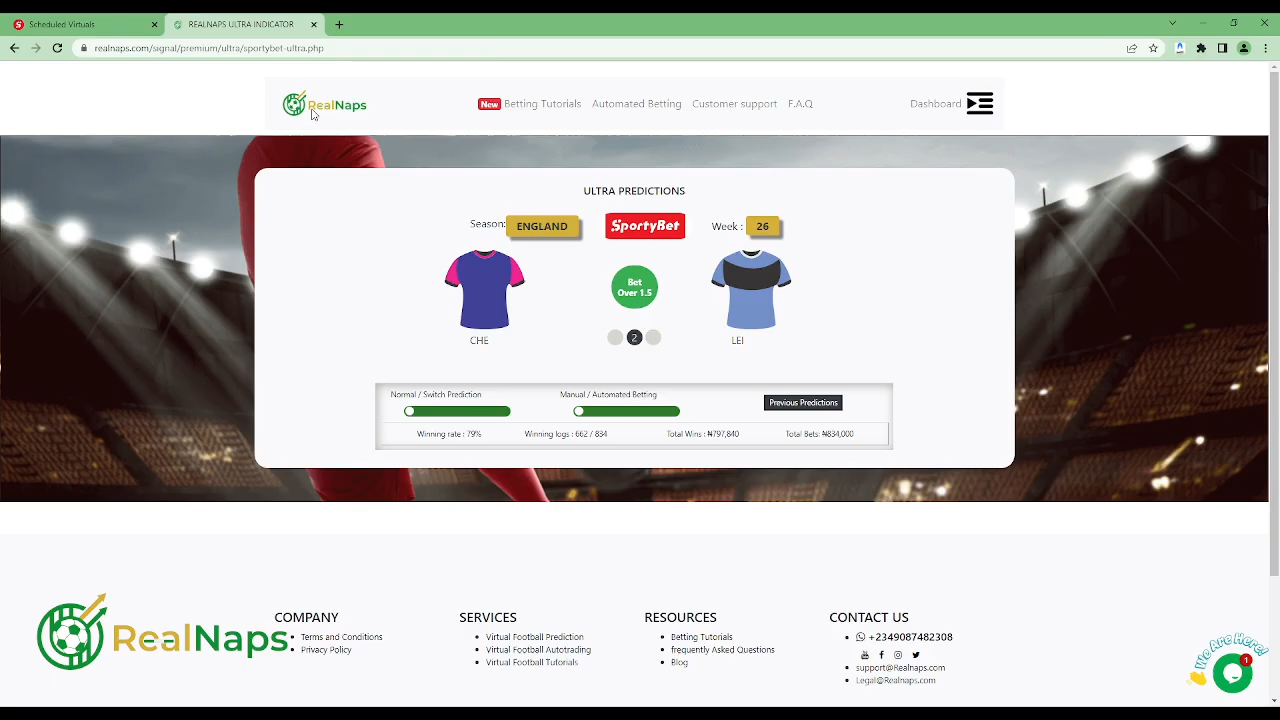 Scheduled Virtuals
REALNAPS ULTRA INDICATOR
realnaps.com/signal/premium/ultra/sportybet-ultra.php
RealNaps
New Betting Tutorials Automated Betting Customer support F.A.Q
Dashboard
ULTRA PREDICTIONS
Season: ENGLAND
SportyBet
Week : 26
Bet
Over 1.5
2
CHE
LEI
Normal / Switch Prediction
Manual / Automated Betting
Previous Predictions
Winning rate : 79%
Winning logs : 662 / 834
Total Wins : ₦797,840
Total Bets: ₦834,000
RealNaps
COMPANY
Terms and Conditions
Privacy Policy
SERVICES
Virtual Football Prediction
Virtual Football Autotrading
Virtual Football Tutorials
RESOURCES
Betting Tutorials
frequently Asked Questions
Blog
CONTACT US
+2349087482308
support@Realnaps.com
Legal@Realnaps.com
We Are Here!
1